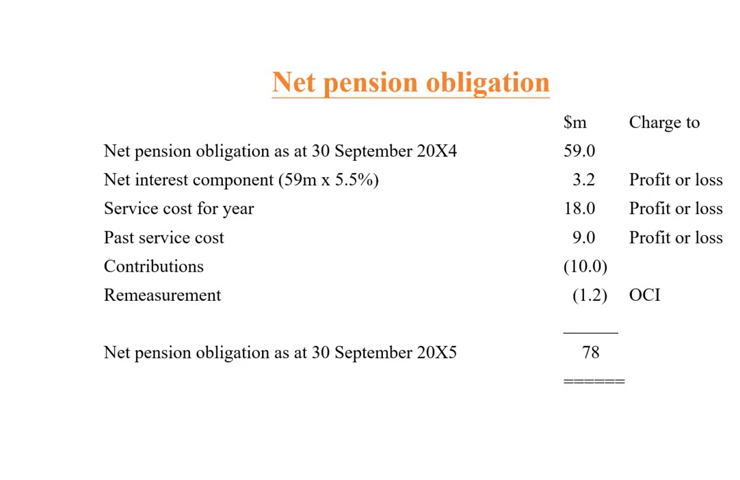 Net pension obligation
$m Charge to
Net pension obligation as at 30 September 20X4 59.0
Net interest component (59m x 5.5%) 3.2 Profit or loss
Service cost for year 18.0 Profit or loss
Past service cost 9.0 Profit or loss
Contributions (10.0)
Remeasurement (1.2) OCI
Net pension obligation as at 30 September 20X5 78
======